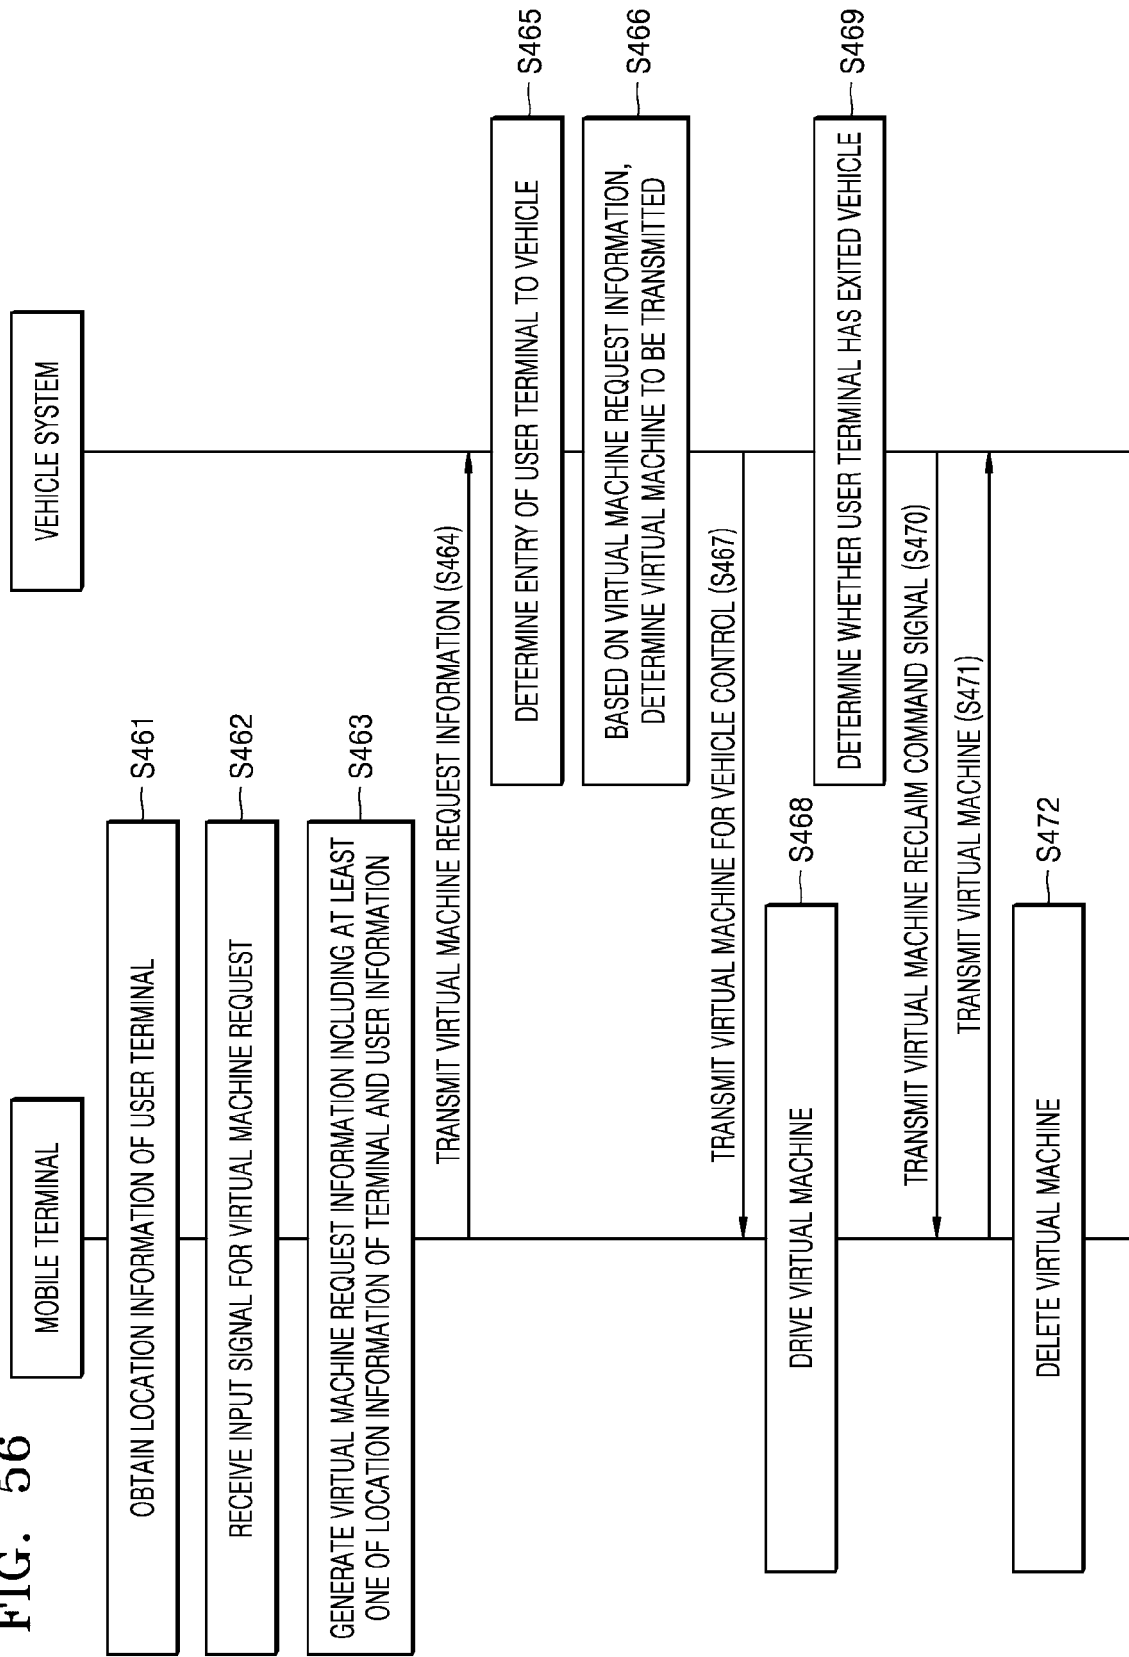 FIG. 56
MOBILE TERMINAL
VEHICLE SYSTEM
OBTAIN LOCATION INFORMATION OF USER TERMINAL
S461
RECEIVE INPUT SIGNAL FOR VIRTUAL MACHINE REQUEST
S462
GENERATE VIRTUAL MACHINE REQUEST INFORMATION INCLUDING AT LEAST
ONE OF LOCATION INFORMATION OF TERMINAL AND USER INFORMATION
S463
TRANSMIT VIRTUAL MACHINE REQUEST INFORMATION (S464)
DETERMINE ENTRY OF USER TERMINAL TO VEHICLE
S465
BASED ON VIRTUAL MACHINE REQUEST INFORMATION,
DETERMINE VIRTUAL MACHINE TO BE TRANSMITTED
S466
TRANSMIT VIRTUAL MACHINE FOR VEHICLE CONTROL (S467)
DRIVE VIRTUAL MACHINE
S468
DETERMINE WHETHER USER TERMINAL HAS EXITED VEHICLE
S469
TRANSMIT VIRTUAL MACHINE RECLAIM COMMAND SIGNAL (S470)
TRANSMIT VIRTUAL MACHINE (S471)
DELETE VIRTUAL MACHINE
S472